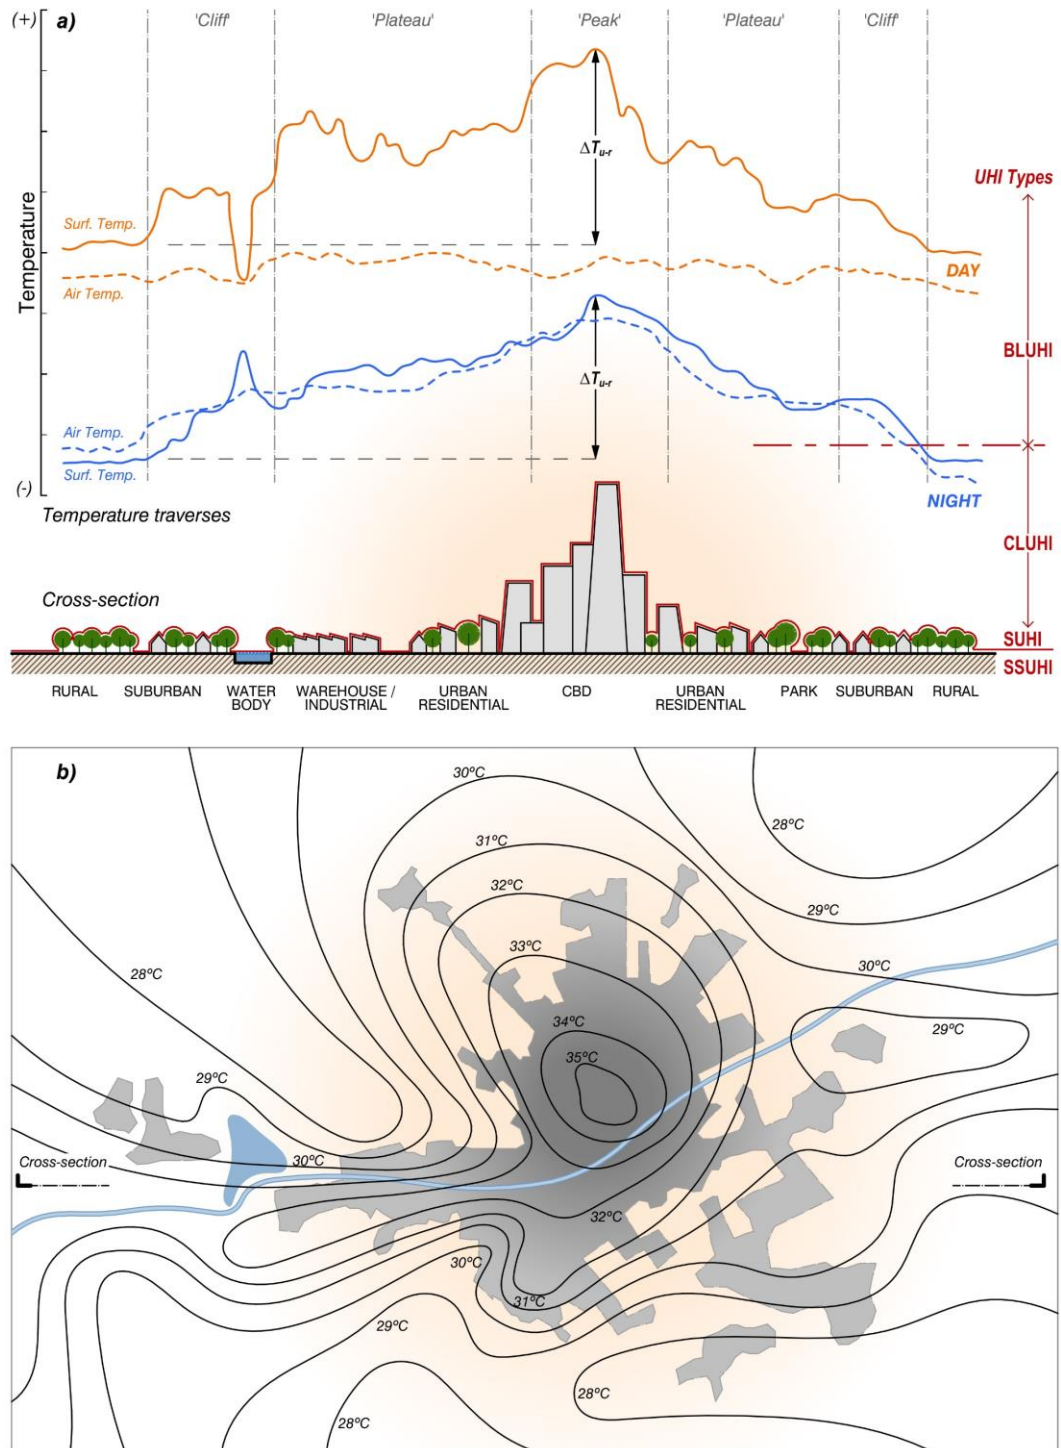 (+)
a)
'Cliff'
'Plateau'
'Peak'
'Plateau'
'Cliff'
ΔTu-r
UHI Types
Temperature
Surf. Temp.
DAY
Air Temp.
BLUHI
ΔTu-r
Air Temp.
Surf. Temp.
(-)
NIGHT
Temperature traverses
CLUHI
Cross-section
SUHI
SSUHI
RURAL
SUBURBAN
WATER
BODY
WAREHOUSE /
INDUSTRIAL
URBAN
RESIDENTIAL
CBD
URBAN
RESIDENTIAL
PARK
SUBURBAN
RURAL
b)
30ºC
28ºC
31ºC
32ºC
29ºC
33ºC
30ºC
28ºC
34ºC
29ºC
35ºC
29ºC
Cross-section
30ºC
Cross-section
32ºC
30ºC
31ºC
29ºC
28ºC
28ºC